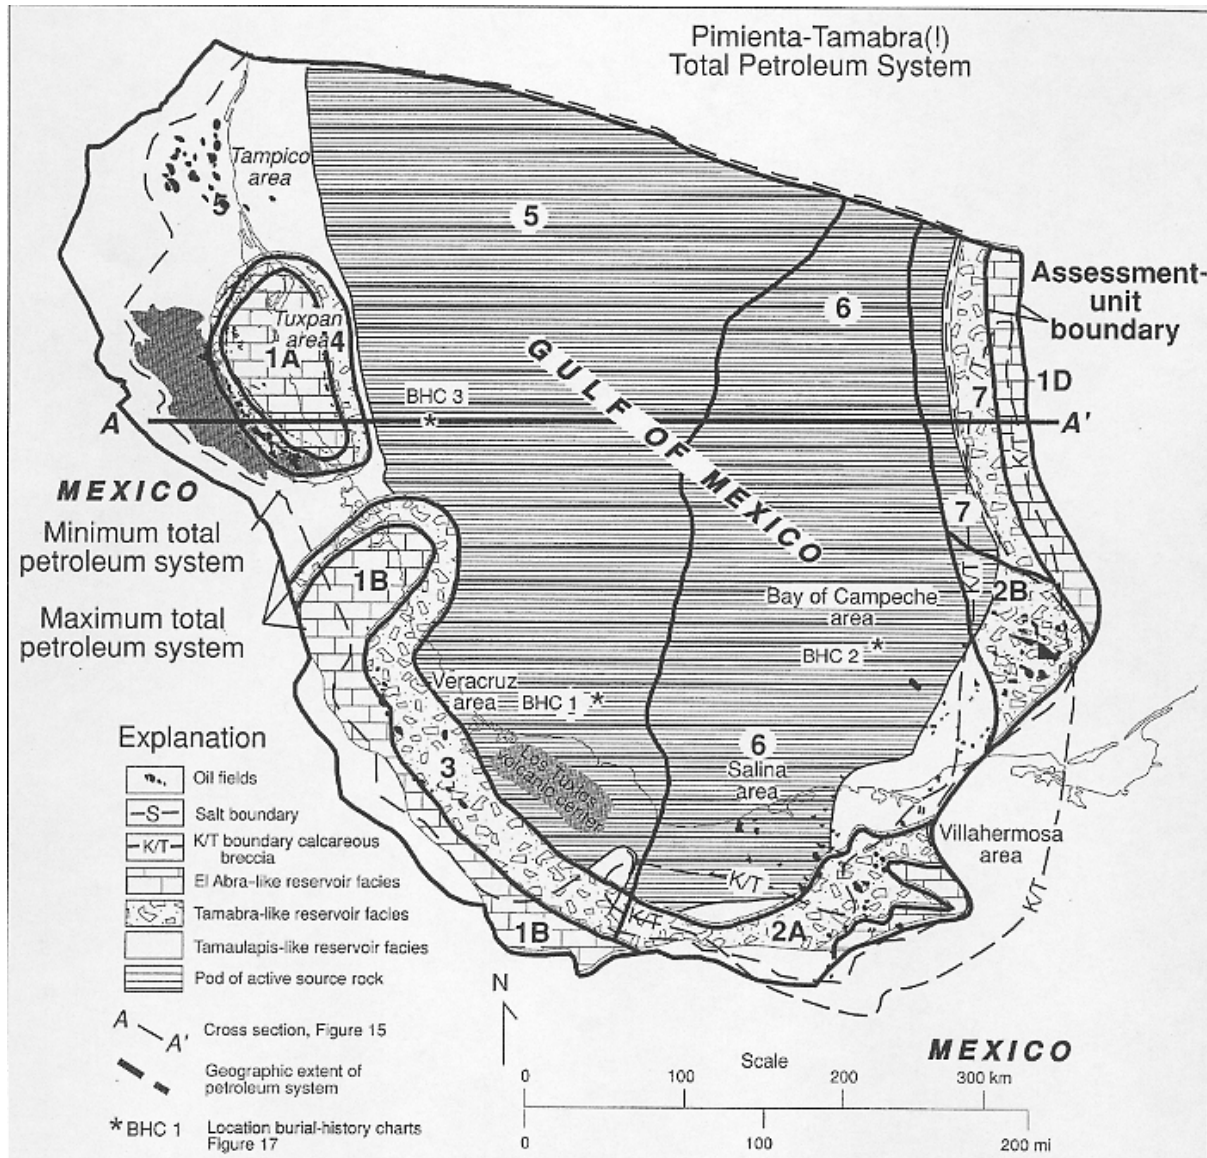 Pimienta-Tamabra(!)
Total Petroleum System
Tampico
area
5
5
6
Assessment-
unit
boundary
Tuxpan
area
4
1A
GULF OF MEXICO
1D
7
BHC 3
*
A
A'
K/T
MEXICO
Minimum total
petroleum system
7
1B
K/T
2B
Maximum total
petroleum system
Bay of Campeche
area
BHC 2 *
Veracruz
area
BHC 1 *
Explanation
6
Salina
area
3
Los Tuxlas
volcanic center
Oil fields
S
Salt boundary
K/T
K/T boundary calcareous
breccia
El Abra-like reservoir facies
Tamabra-like reservoir facies
Tamaulapis-like reservoir facies
Pod of active source rock
Villahermosa
area
K/T
K/T
K/T
1B
2A
A
A'
Cross section, Figure 15
Geographic extent of
petroleum system
* BHC 1
Location burial-history charts
Figure 17
N
MEXICO
Scale
0 100 200 300 km
0 100 200 mi